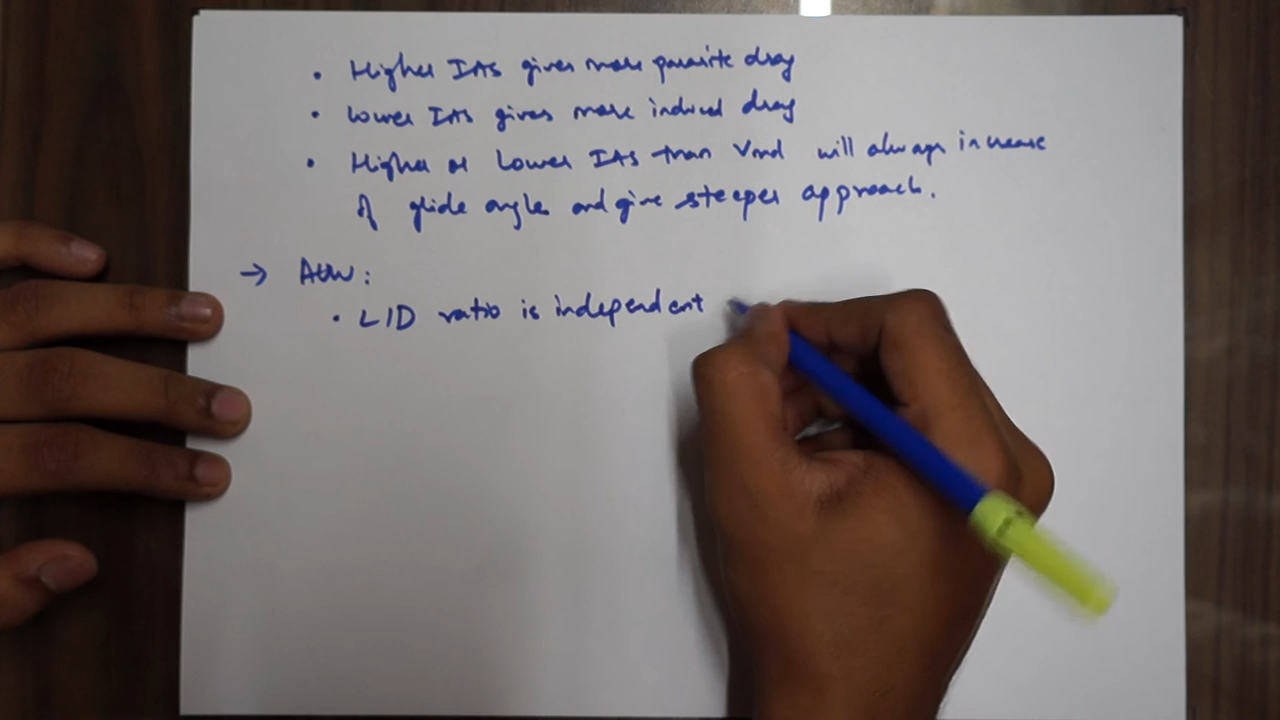 • Higher IAS gives more parasite drag
• Lower IAS gives more induced drag
• Higher or Lower IAS than Vmd will always increase
of glide angle and give steeper approach.
→ AUW:
• L/D ratio is independent